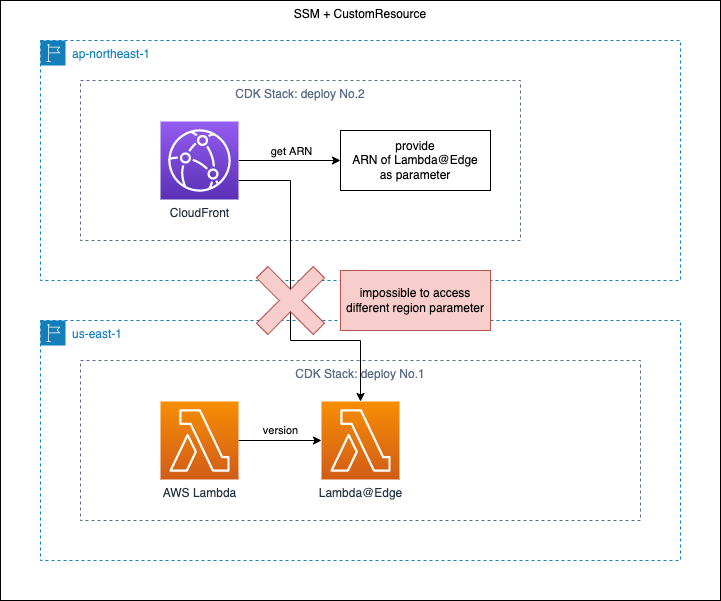 SSM + CustomResource
ap-northeast-1
CDK Stack: deploy No.2
get ARN
provide
ARN of Lambda@Edge
as parameter
CloudFront
impossible to access
different region parameter
us-east-1
CDK Stack: deploy No.1
version
AWS Lambda
Lambda@Edge